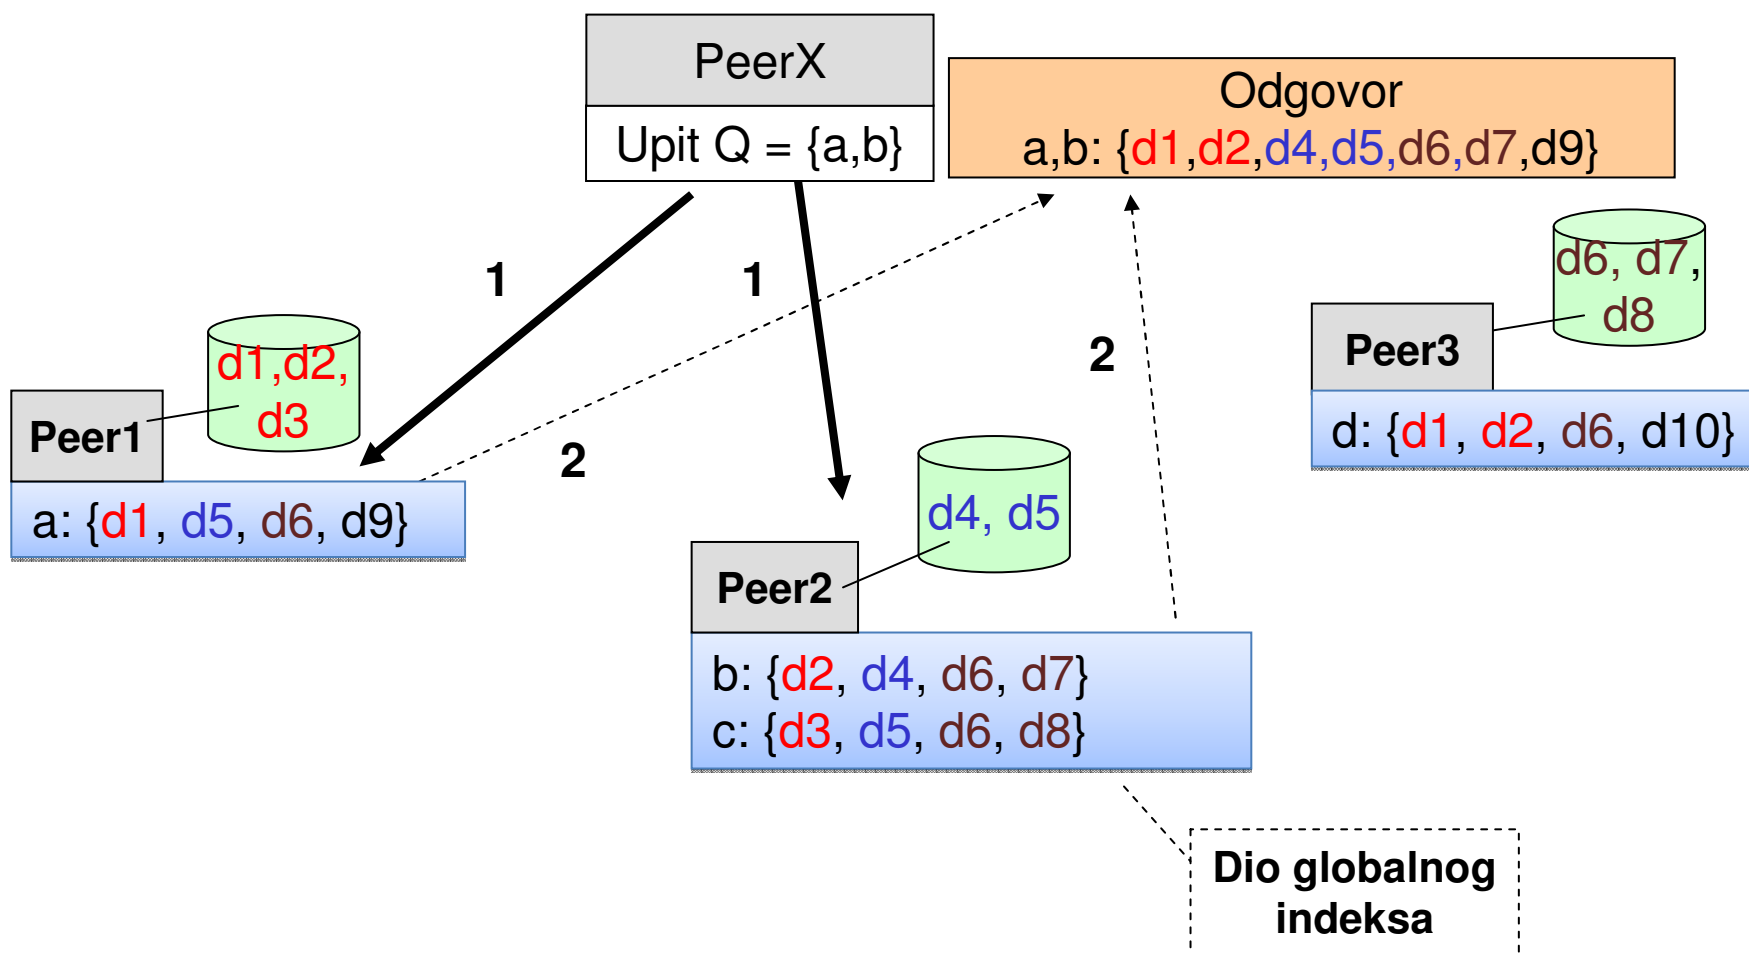 PeerX
Upit Q = {a,b}
Odgovor
a,b: {d1,d2,d4,d5,d6,d7,d9}
1
1
2
2
d1,d2,
d3
Peer1
a: {d1, d5, d6, d9}
d4, d5
Peer2
b: {d2, d4, d6, d7}
c: {d3, d5, d6, d8}
d6, d7,
d8
Peer3
d: {d1, d2, d6, d10}
Dio globalnog
indeksa